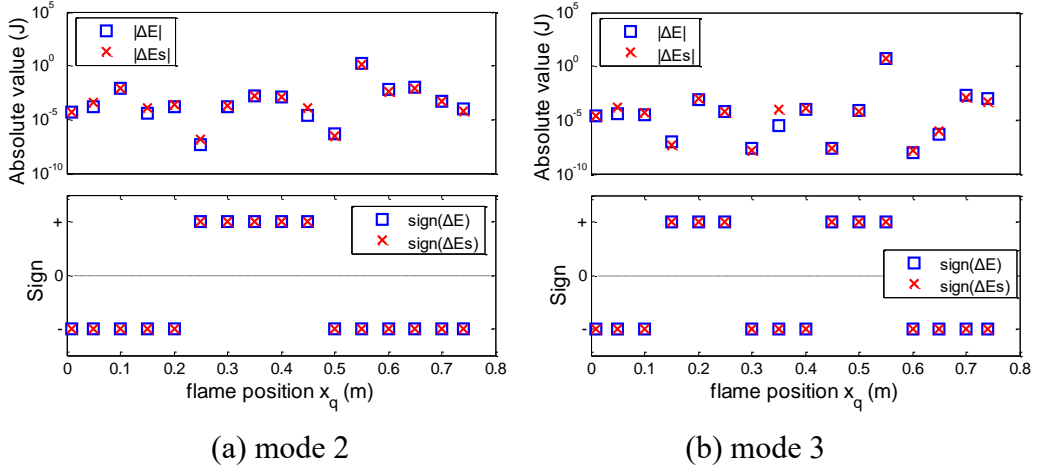 10^5
10^0
10^-5
10^-10
Absolute value (J)
|ΔE|
|ΔEs|
+
0
-
Sign
sign(ΔE)
sign(ΔEs)
0 0.1 0.2 0.3 0.4 0.5 0.6 0.7 0.8
flame position x_q (m)
(a) mode 2
10^5
10^0
10^-5
10^-10
Absolute value (J)
|ΔE|
|ΔEs|
+
0
-
Sign
sign(ΔE)
sign(ΔEs)
0 0.1 0.2 0.3 0.4 0.5 0.6 0.7 0.8
flame position x_q (m)
(b) mode 3